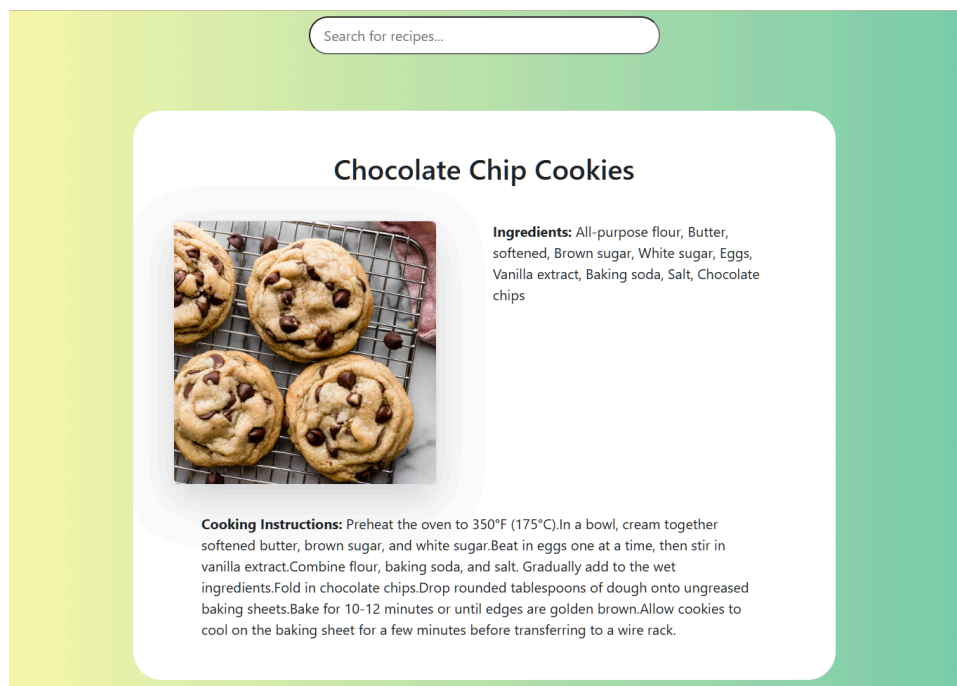 Search for recipes...
Chocolate Chip Cookies
Ingredients: All-purpose flour, Butter,
softened, Brown sugar, White sugar, Eggs,
Vanilla extract, Baking soda, Salt, Chocolate
chips
Cooking Instructions: Preheat the oven to 350°F (175°C).In a bowl, cream together
softened butter, brown sugar, and white sugar.Beat in eggs one at a time, then stir in
vanilla extract.Combine flour, baking soda, and salt. Gradually add to the wet
ingredients.Fold in chocolate chips.Drop rounded tablespoons of dough onto ungreased
baking sheets.Bake for 10-12 minutes or until edges are golden brown.Allow cookies to
cool on the baking sheet for a few minutes before transferring to a wire rack.